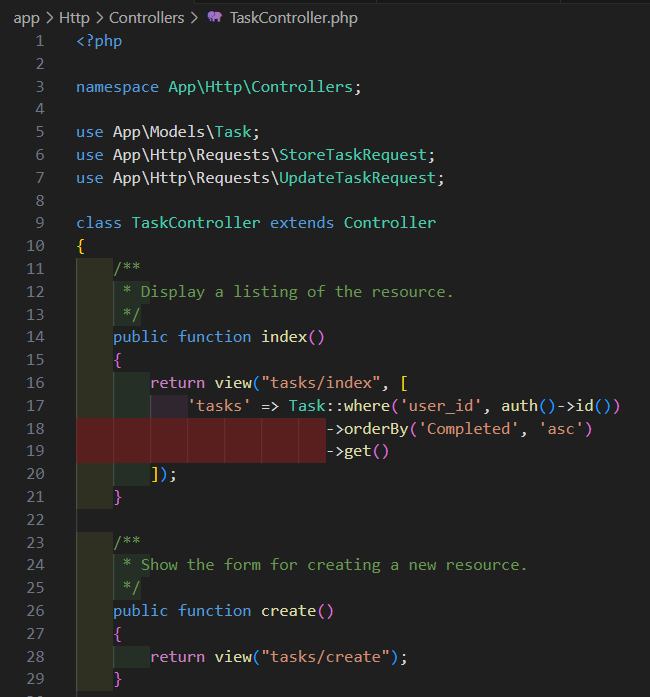 app > Http > Controllers > TaskController.php
1 <?php
2
3 namespace App\Http\Controllers;
4
5 use App\Models\Task;
6 use App\Http\Requests\StoreTaskRequest;
7 use App\Http\Requests\UpdateTaskRequest;
8
9 class TaskController extends Controller
10 {
11     /**
12      * Display a listing of the resource.
13      */
14     public function index()
15     {
16         return view("tasks/index", [
17             'tasks' => Task::where('user_id', auth()->id())
18                            ->orderBy('Completed', 'asc')
19                            ->get()
20         ]);
21     }
22
23     /**
24      * Show the form for creating a new resource.
25      */
26     public function create()
27     {
28         return view("tasks/create");
29     }